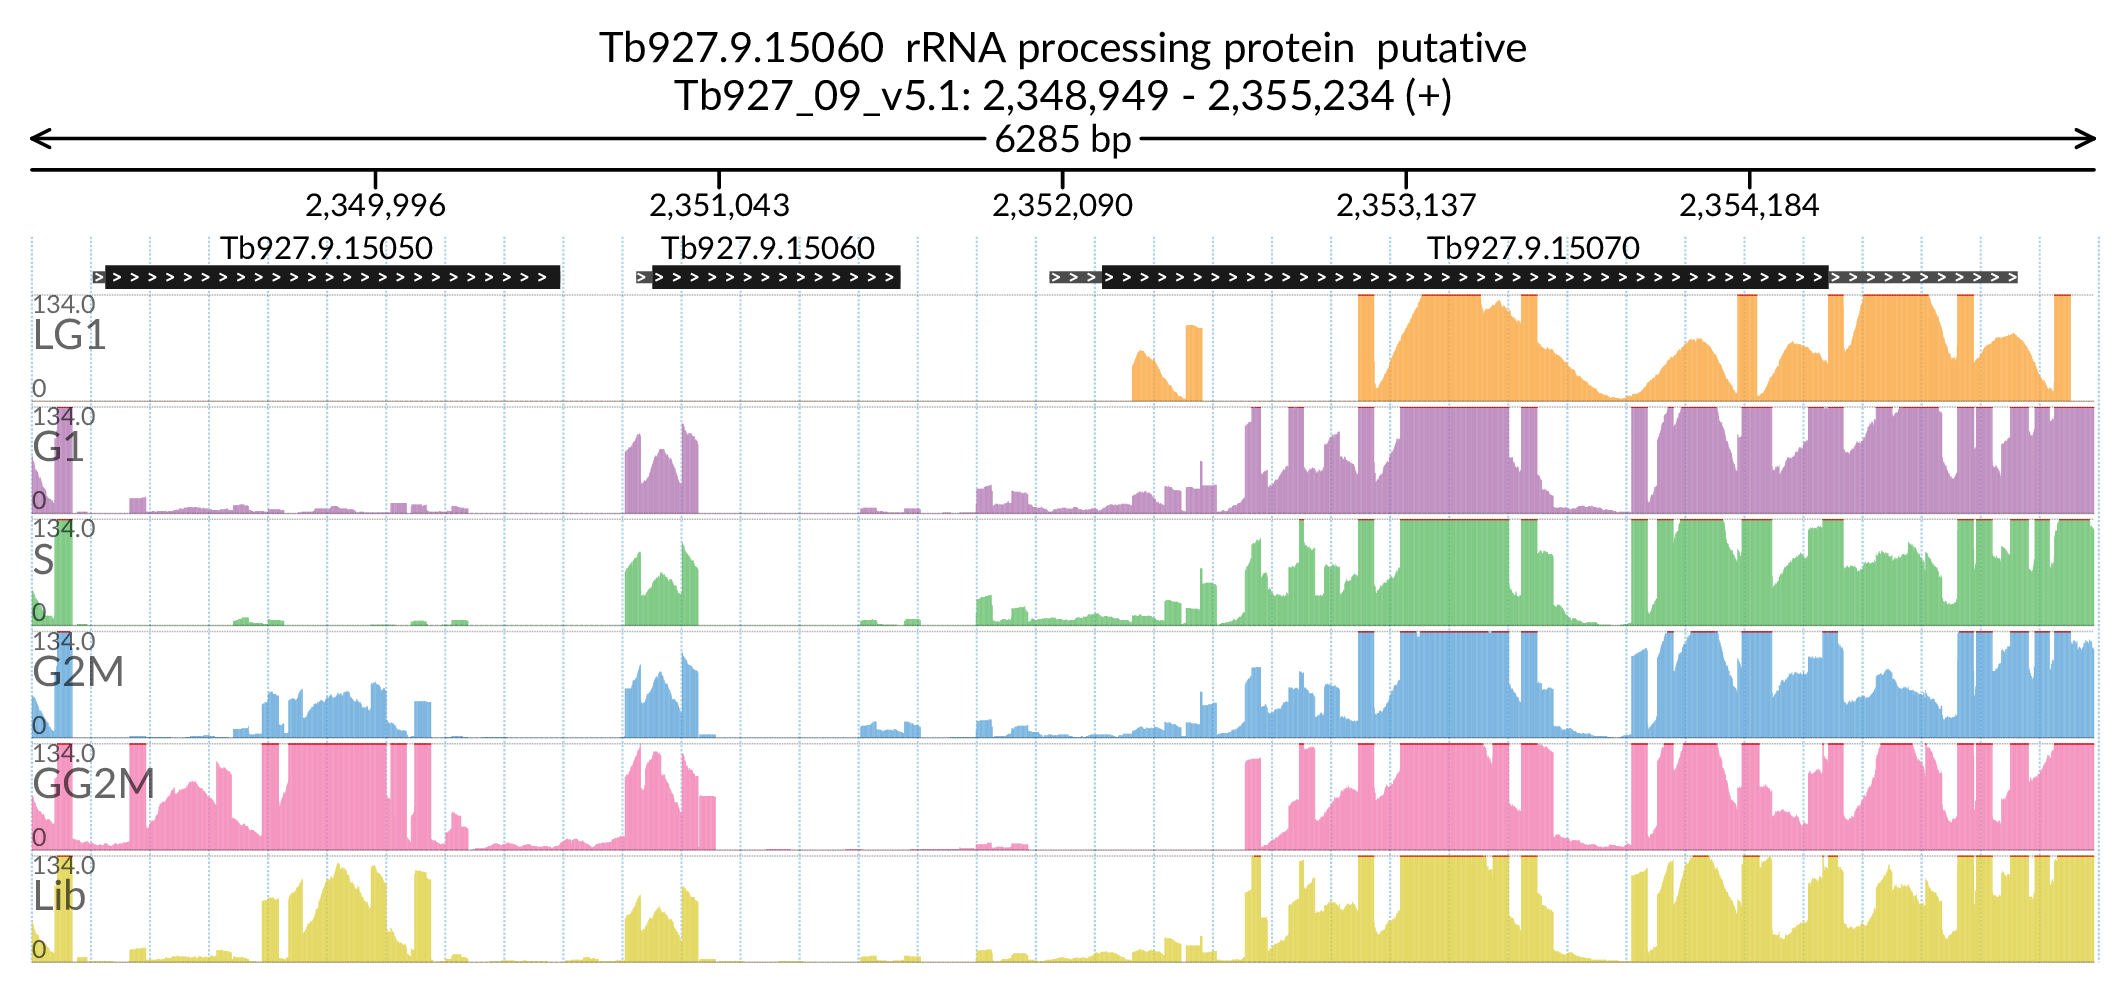 Tb927.9.15060  rRNA processing protein  putative
Tb927_09_v5.1: 2,348,949 - 2,355,234 (+)
6285 bp
2,349,996 2,351,043 2,352,090 2,353,137 2,354,184
Tb927.9.15050 Tb927.9.15060 Tb927.9.15070
134.0
LG1
0
134.0
G1
0
134.0
S
0
134.0
G2M
0
134.0
GG2M
0
134.0
Lib
0